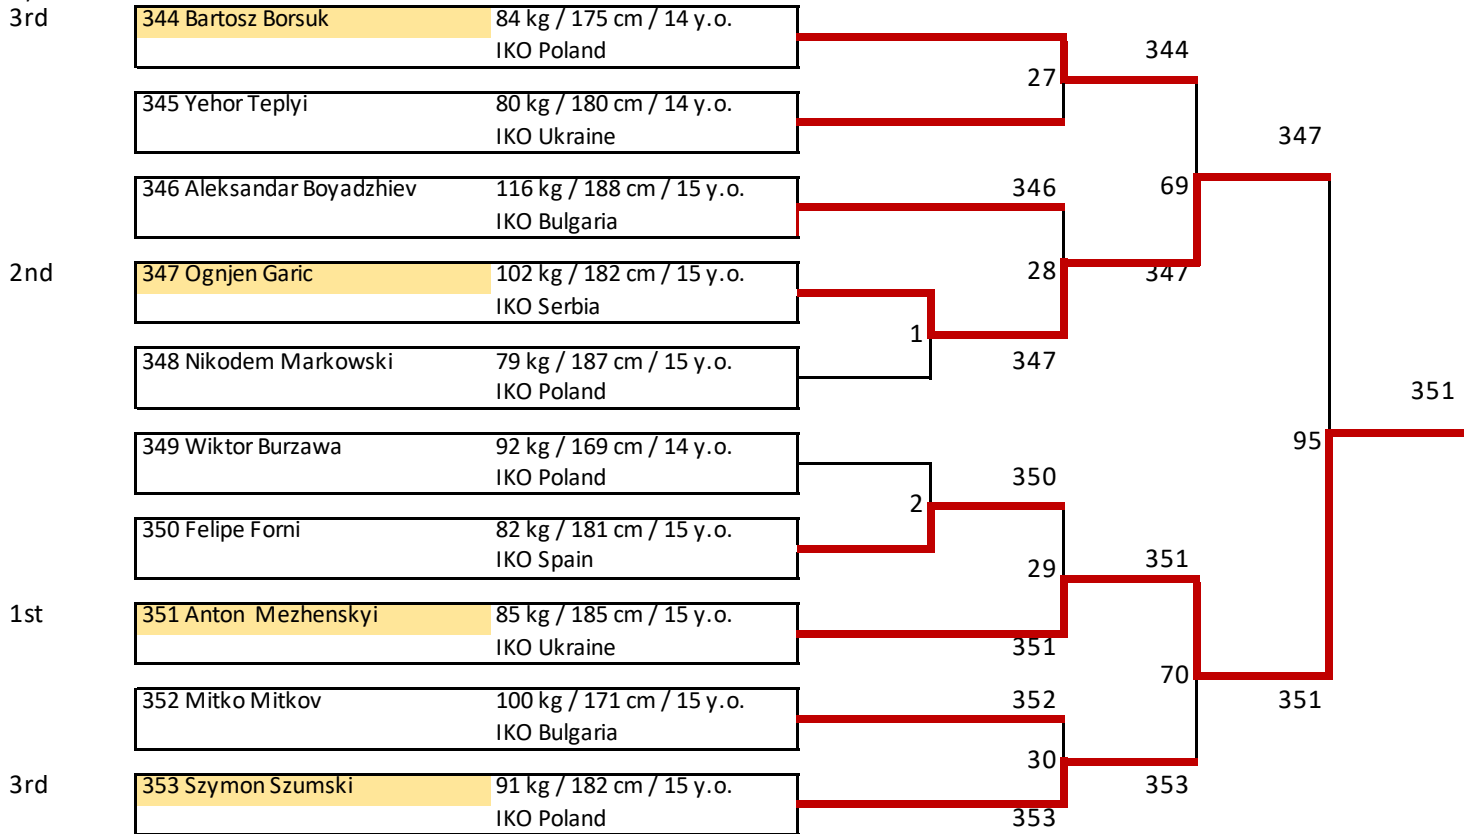 3rd
344 Bartosz Borsuk 84 kg / 175 cm / 14 y.o.
IKO Poland
344
27
345 Yehor Teplyi 80 kg / 180 cm / 14 y.o.
IKO Ukraine
347
346 Aleksandar Boyadzhiev 116 kg / 188 cm / 15 y.o.
IKO Bulgaria
346
69
2nd
347 Ognjen Garic 102 kg / 182 cm / 15 y.o.
IKO Serbia
28
347
1
347
348 Nikodem Markowski 79 kg / 187 cm / 15 y.o.
IKO Poland
351
95
349 Wiktor Burzawa 92 kg / 169 cm / 14 y.o.
IKO Poland
350
2
350 Felipe Forni 82 kg / 181 cm / 15 y.o.
IKO Spain
29
351
1st
351 Anton Mezhenskyi 85 kg / 185 cm / 15 y.o.
IKO Ukraine
351
70
351
352 Mitko Mitkov 100 kg / 171 cm / 15 y.o.
IKO Bulgaria
352
30
353
3rd
353 Szymon Szumski 91 kg / 182 cm / 15 y.o.
IKO Poland
353